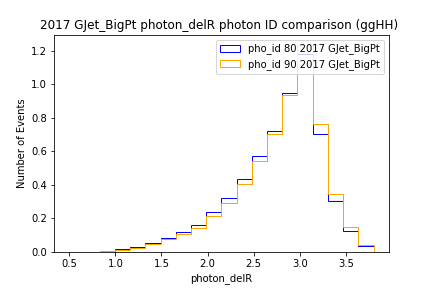 2017 GJet_BigPt photon_delR photon ID comparison (ggHH)
pho_id 80 2017 GJet_BigPt
pho_id 90 2017 GJet_BigPt
Number of Events
1.2
1.0
0.8
0.6
0.4
0.2
0.0
0.5 1.0 1.5 2.0 2.5 3.0 3.5
photon_delR